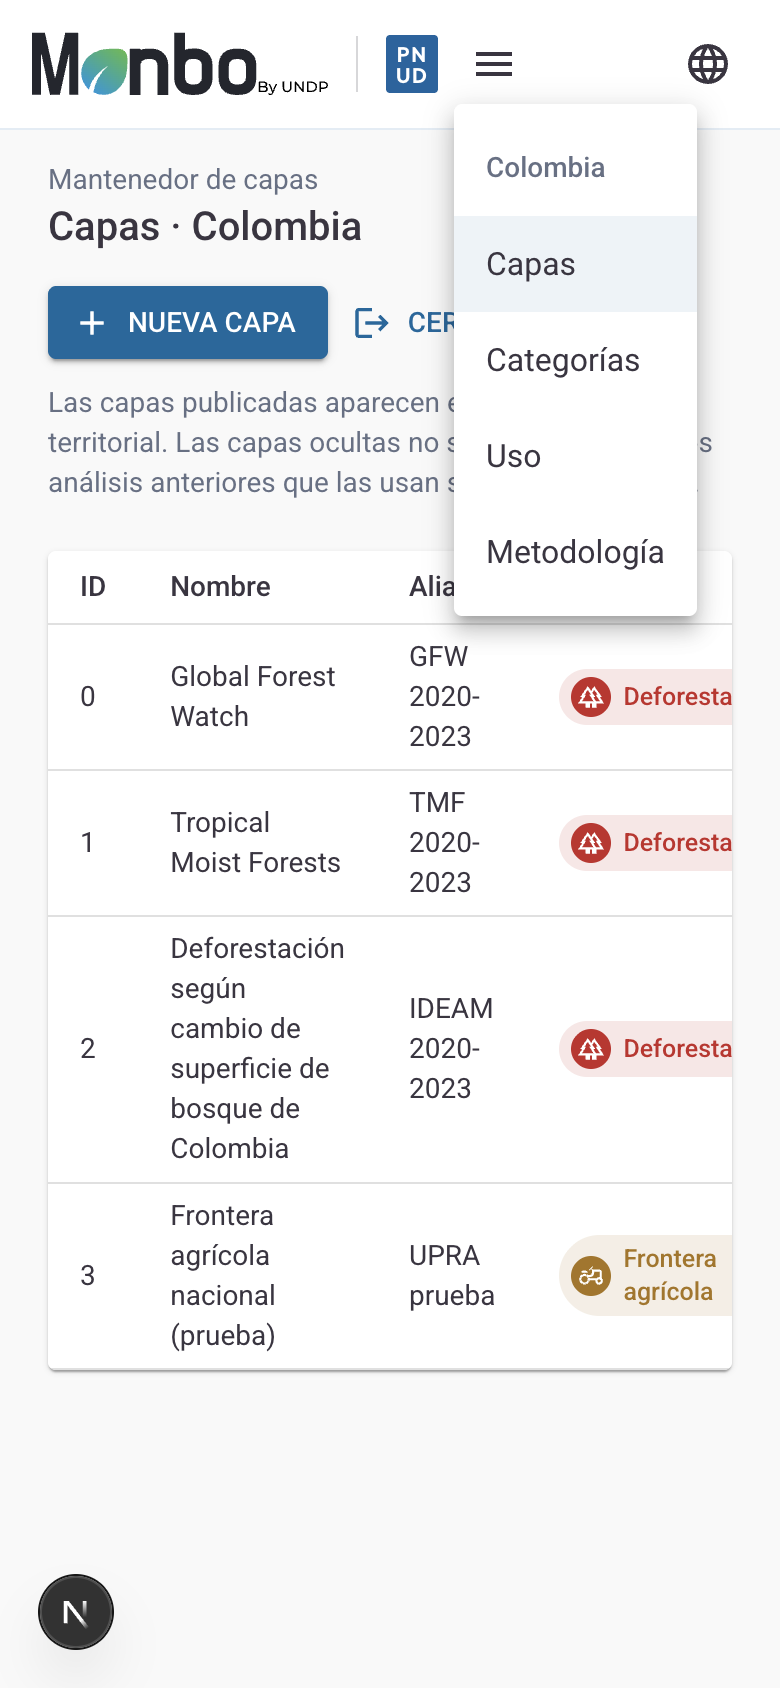 Monbo By UNDP
PN
UD
Colombia
Capas
Categorías
Uso
Metodología
Mantenedor de capas
Capas · Colombia
NUEVA CAPA
CER
Las capas publicadas aparecen e
territorial. Las capas ocultas no s s
análisis anteriores que las usan s .
ID Nombre Alia
0
Global Forest
Watch
GFW
2020-
2023
Deforesta
1
Tropical
Moist Forests
TMF
2020-
2023
Deforesta
2
Deforestación
según
cambio de
superficie de
bosque de
Colombia
IDEAM
2020-
2023
Deforesta
3
Frontera
agrícola
nacional
(prueba)
UPRA
prueba
Frontera
agrícola
N